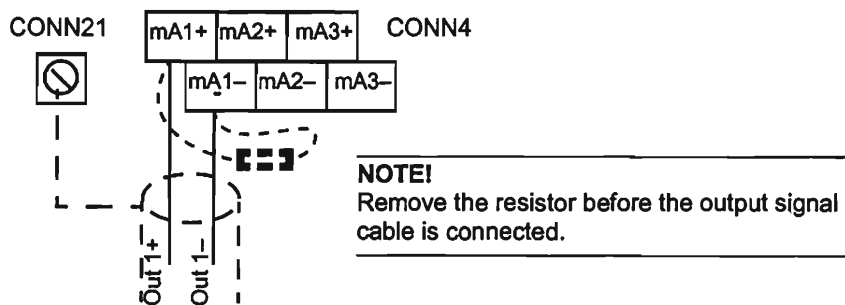 CONN21
mA1+ mA2+ mA3+
CONN4
mA1– mA2– mA3–
NOTE!
Remove the resistor before the output signal
cable is connected.
Out 1+
Out 1–